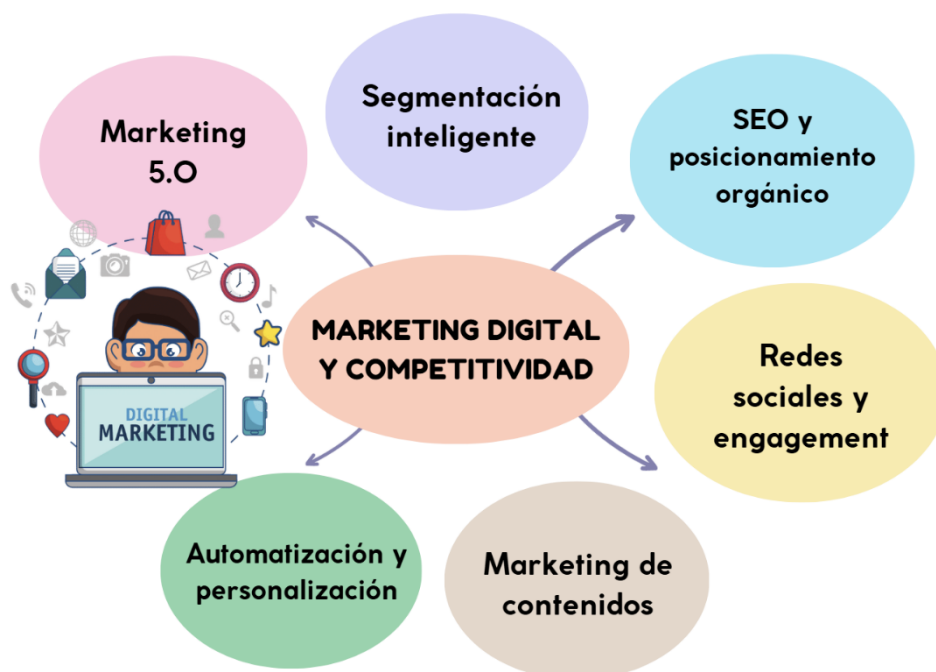 Marketing
5.0
Segmentación
inteligente
SEO y
posicionamiento
orgánico
MARKETING DIGITAL
Y COMPETITIVIDAD
Redes
sociales y
engagement
DIGITAL
MARKETING
Automatización y
personalización
Marketing de
contenidos